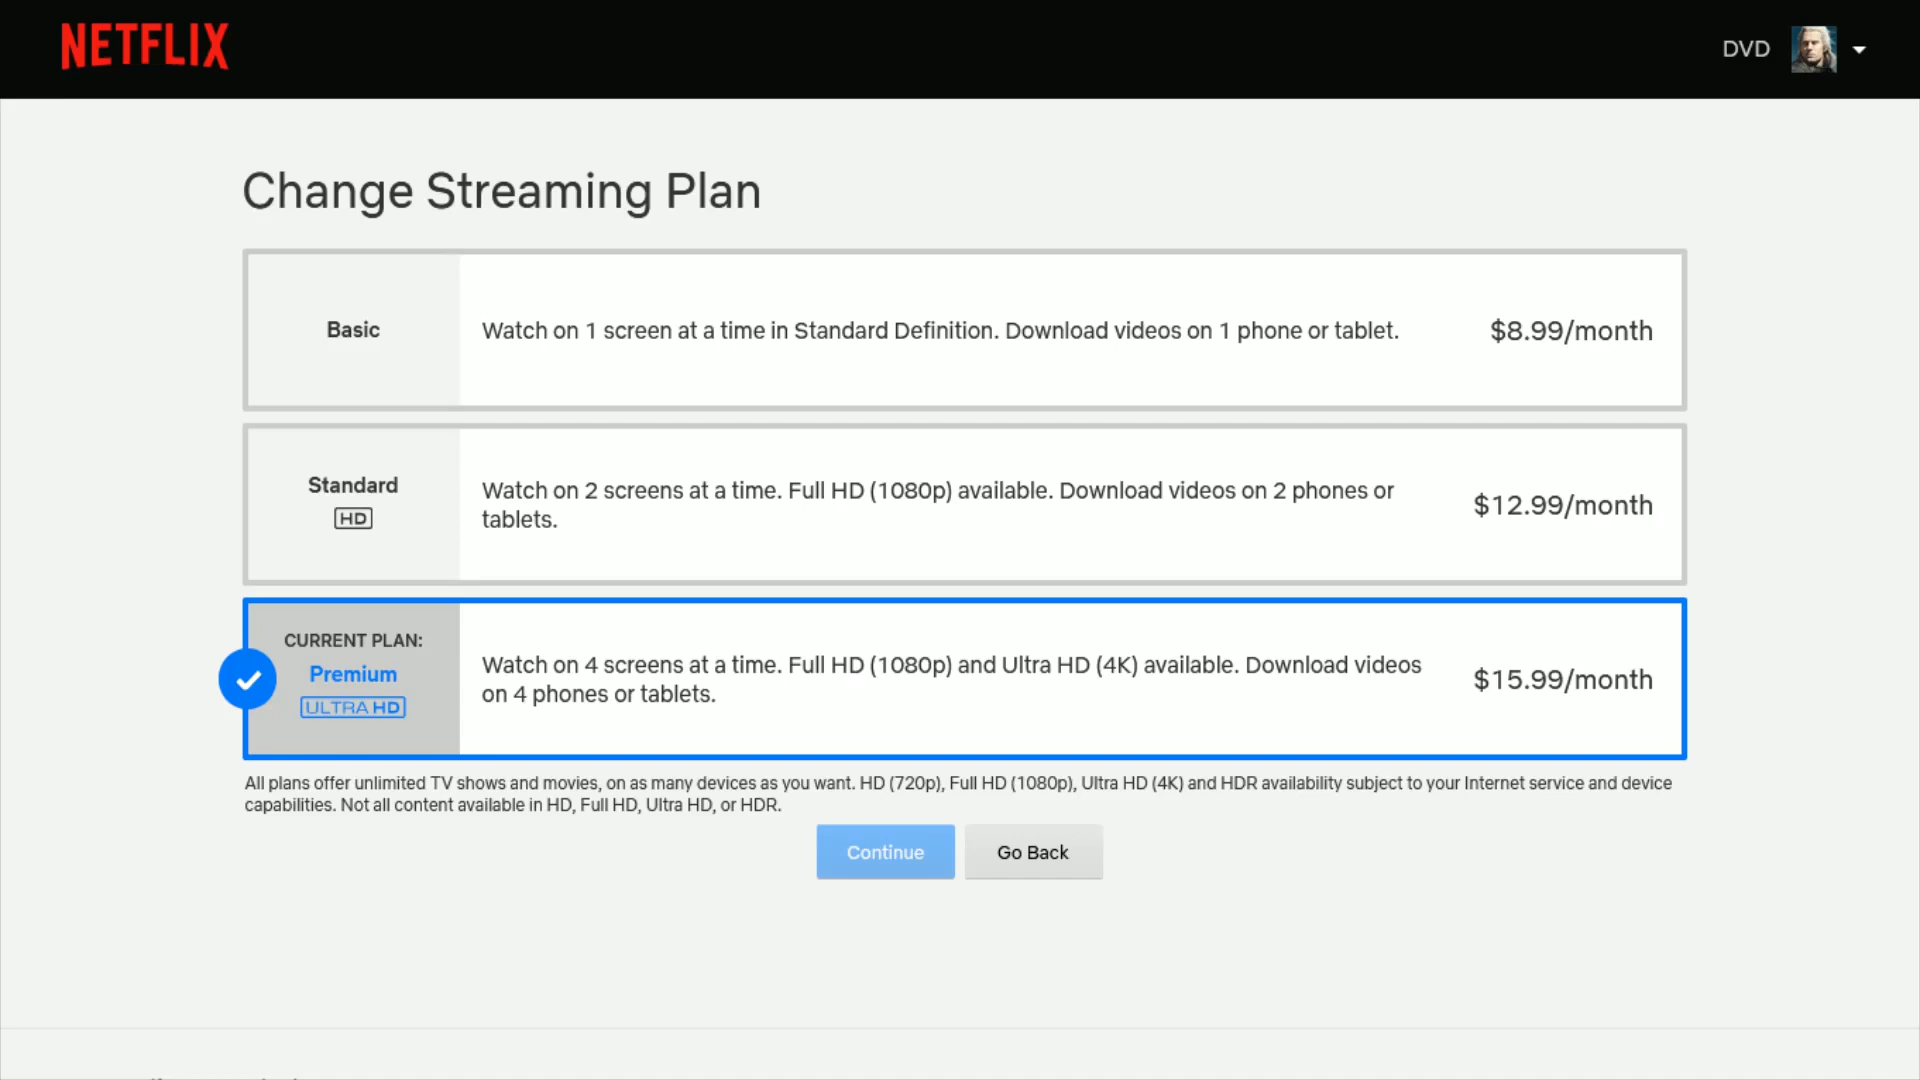 NETFLIX
DVD
Change Streaming Plan
Basic
Watch on 1 screen at a time in Standard Definition. Download videos on 1 phone or tablet.
$8.99/month
Standard
HD
Watch on 2 screens at a time. Full HD (1080p) available. Download videos on 2 phones or
tablets.
$12.99/month
CURRENT PLAN:
Premium
ULTRA HD
Watch on 4 screens at a time. Full HD (1080p) and Ultra HD (4K) available. Download videos
on 4 phones or tablets.
$15.99/month
All plans offer unlimited TV shows and movies, on as many devices as you want. HD (720p), Full HD (1080p), Ultra HD (4K) and HDR availability subject to your Internet service and device
capabilities. Not all content available in HD, Full HD, Ultra HD, or HDR.
Continue
Go Back